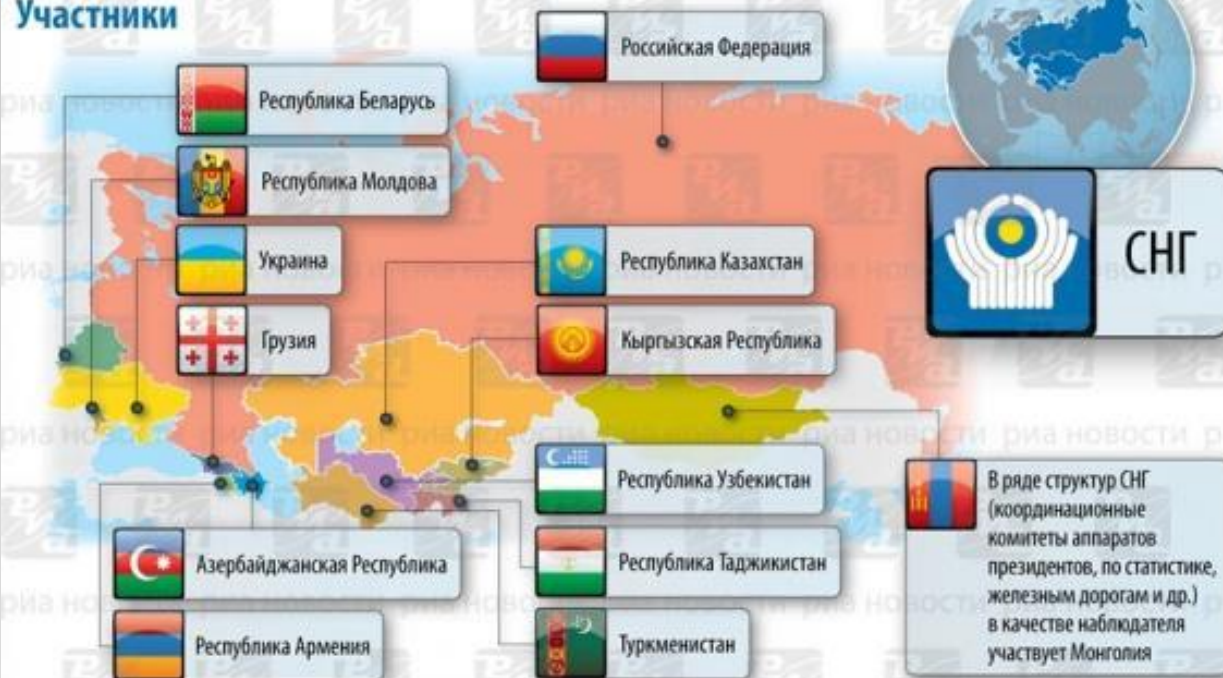 Участники
Российская Федерация
Республика Беларусь
Республика Молдова
Украина
Республика Казахстан
СНГ
Грузия
Кыргызская Республика
Республика Узбекистан
Азербайджанская Республика
Республика Таджикистан
Республика Армения
Туркменистан
В ряде структур СНГ
(координационные
комитеты аппаратов
президентов, по статистике,
железным дорогам и др.)
в качестве наблюдателя
участвует Монголия
риа новости